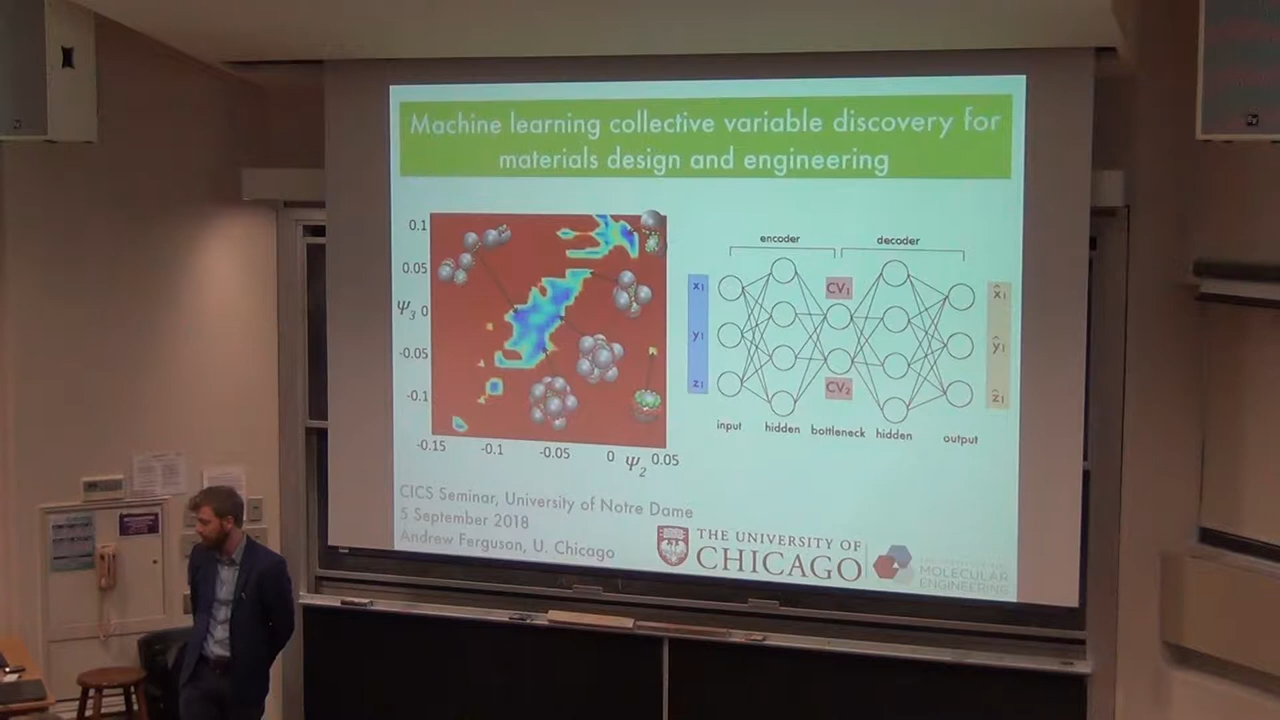 Machine learning collective variable discovery for
materials design and engineering
0.1
0.05
Ψ3 0
-0.05
-0.1
-0.15 -0.1 -0.05 0 Ψ2 0.05
encoder decoder
x1 CV1 x̂1
y1 ŷ1
z1 CV2 ẑ1
input hidden bottleneck hidden output
CICS Seminar, University of Notre Dame
5 September 2018
Andrew Ferguson, U. Chicago
THE UNIVERSITY OF
CHICAGO
MOLECULAR
ENGINEERING